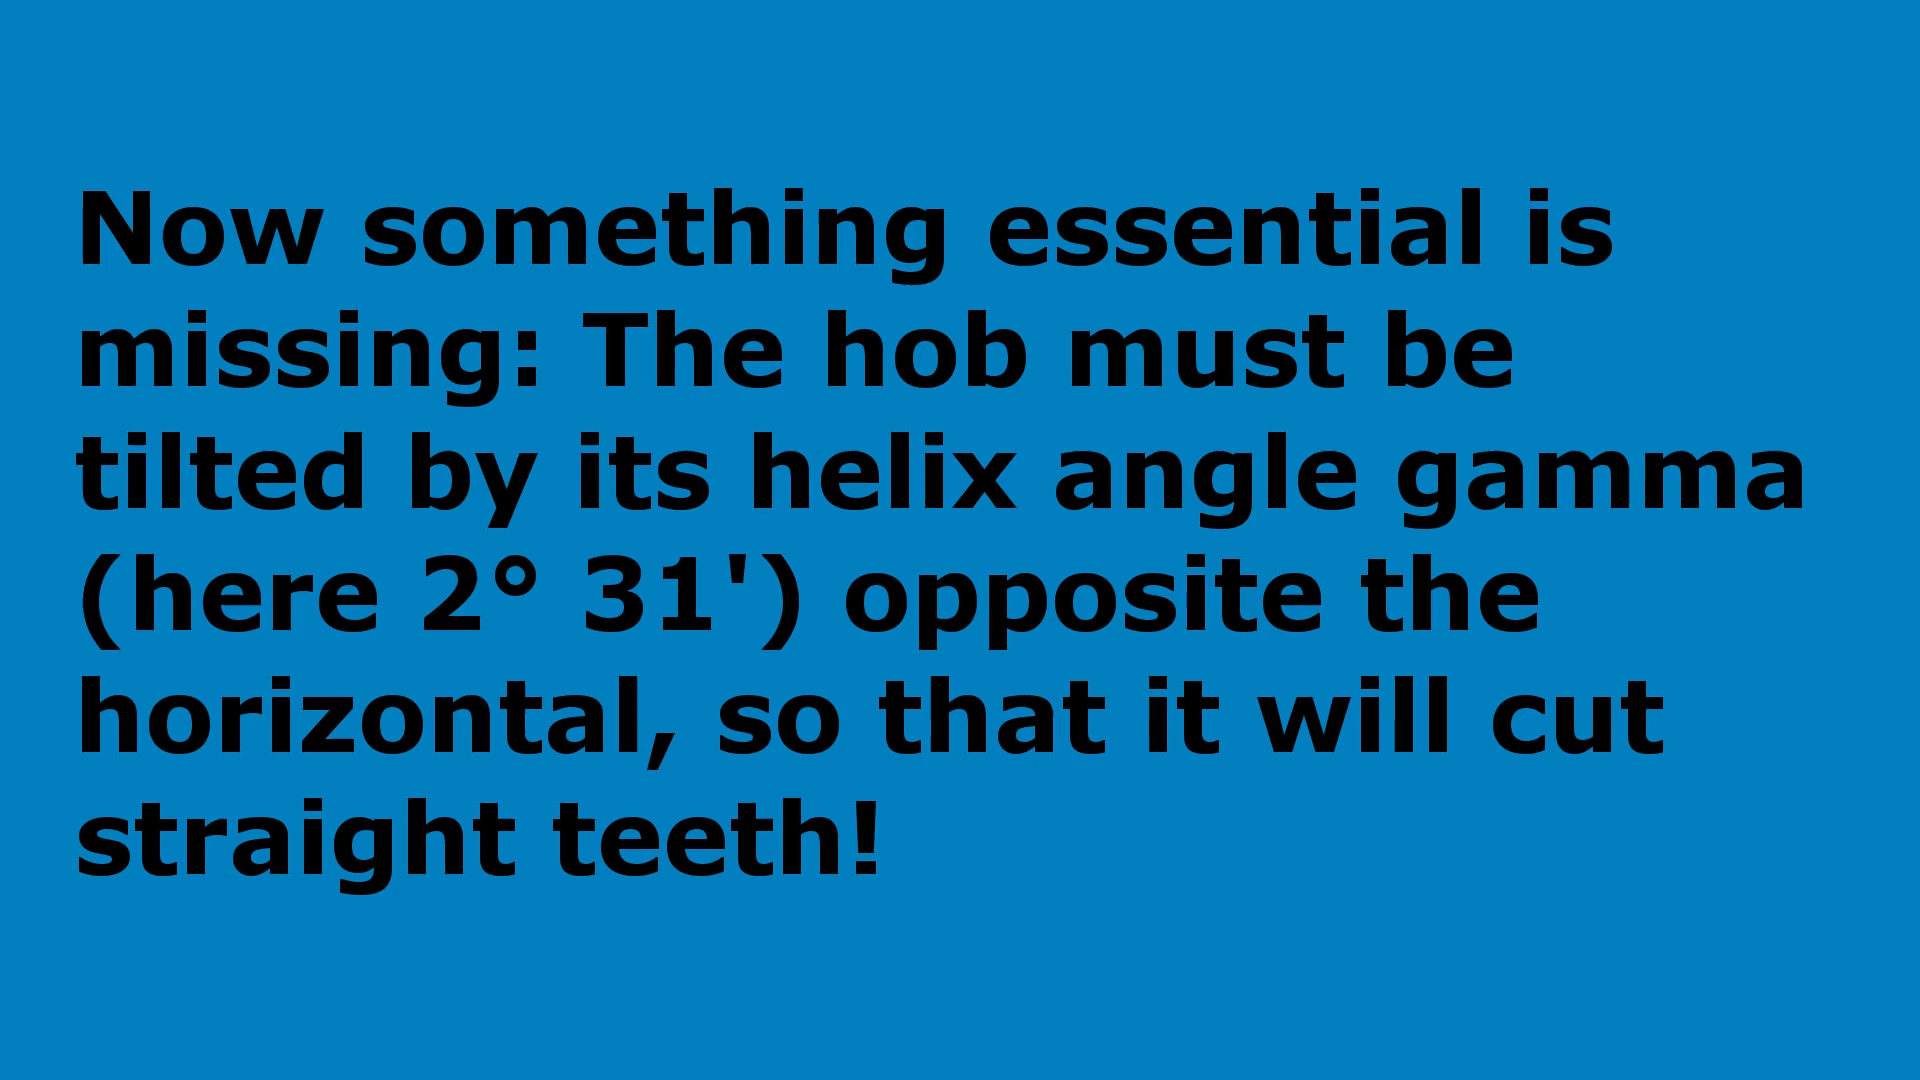 Now something essential is
missing: The hob must be
tilted by its helix angle gamma
(here 2° 31') opposite the
horizontal, so that it will cut
straight teeth!